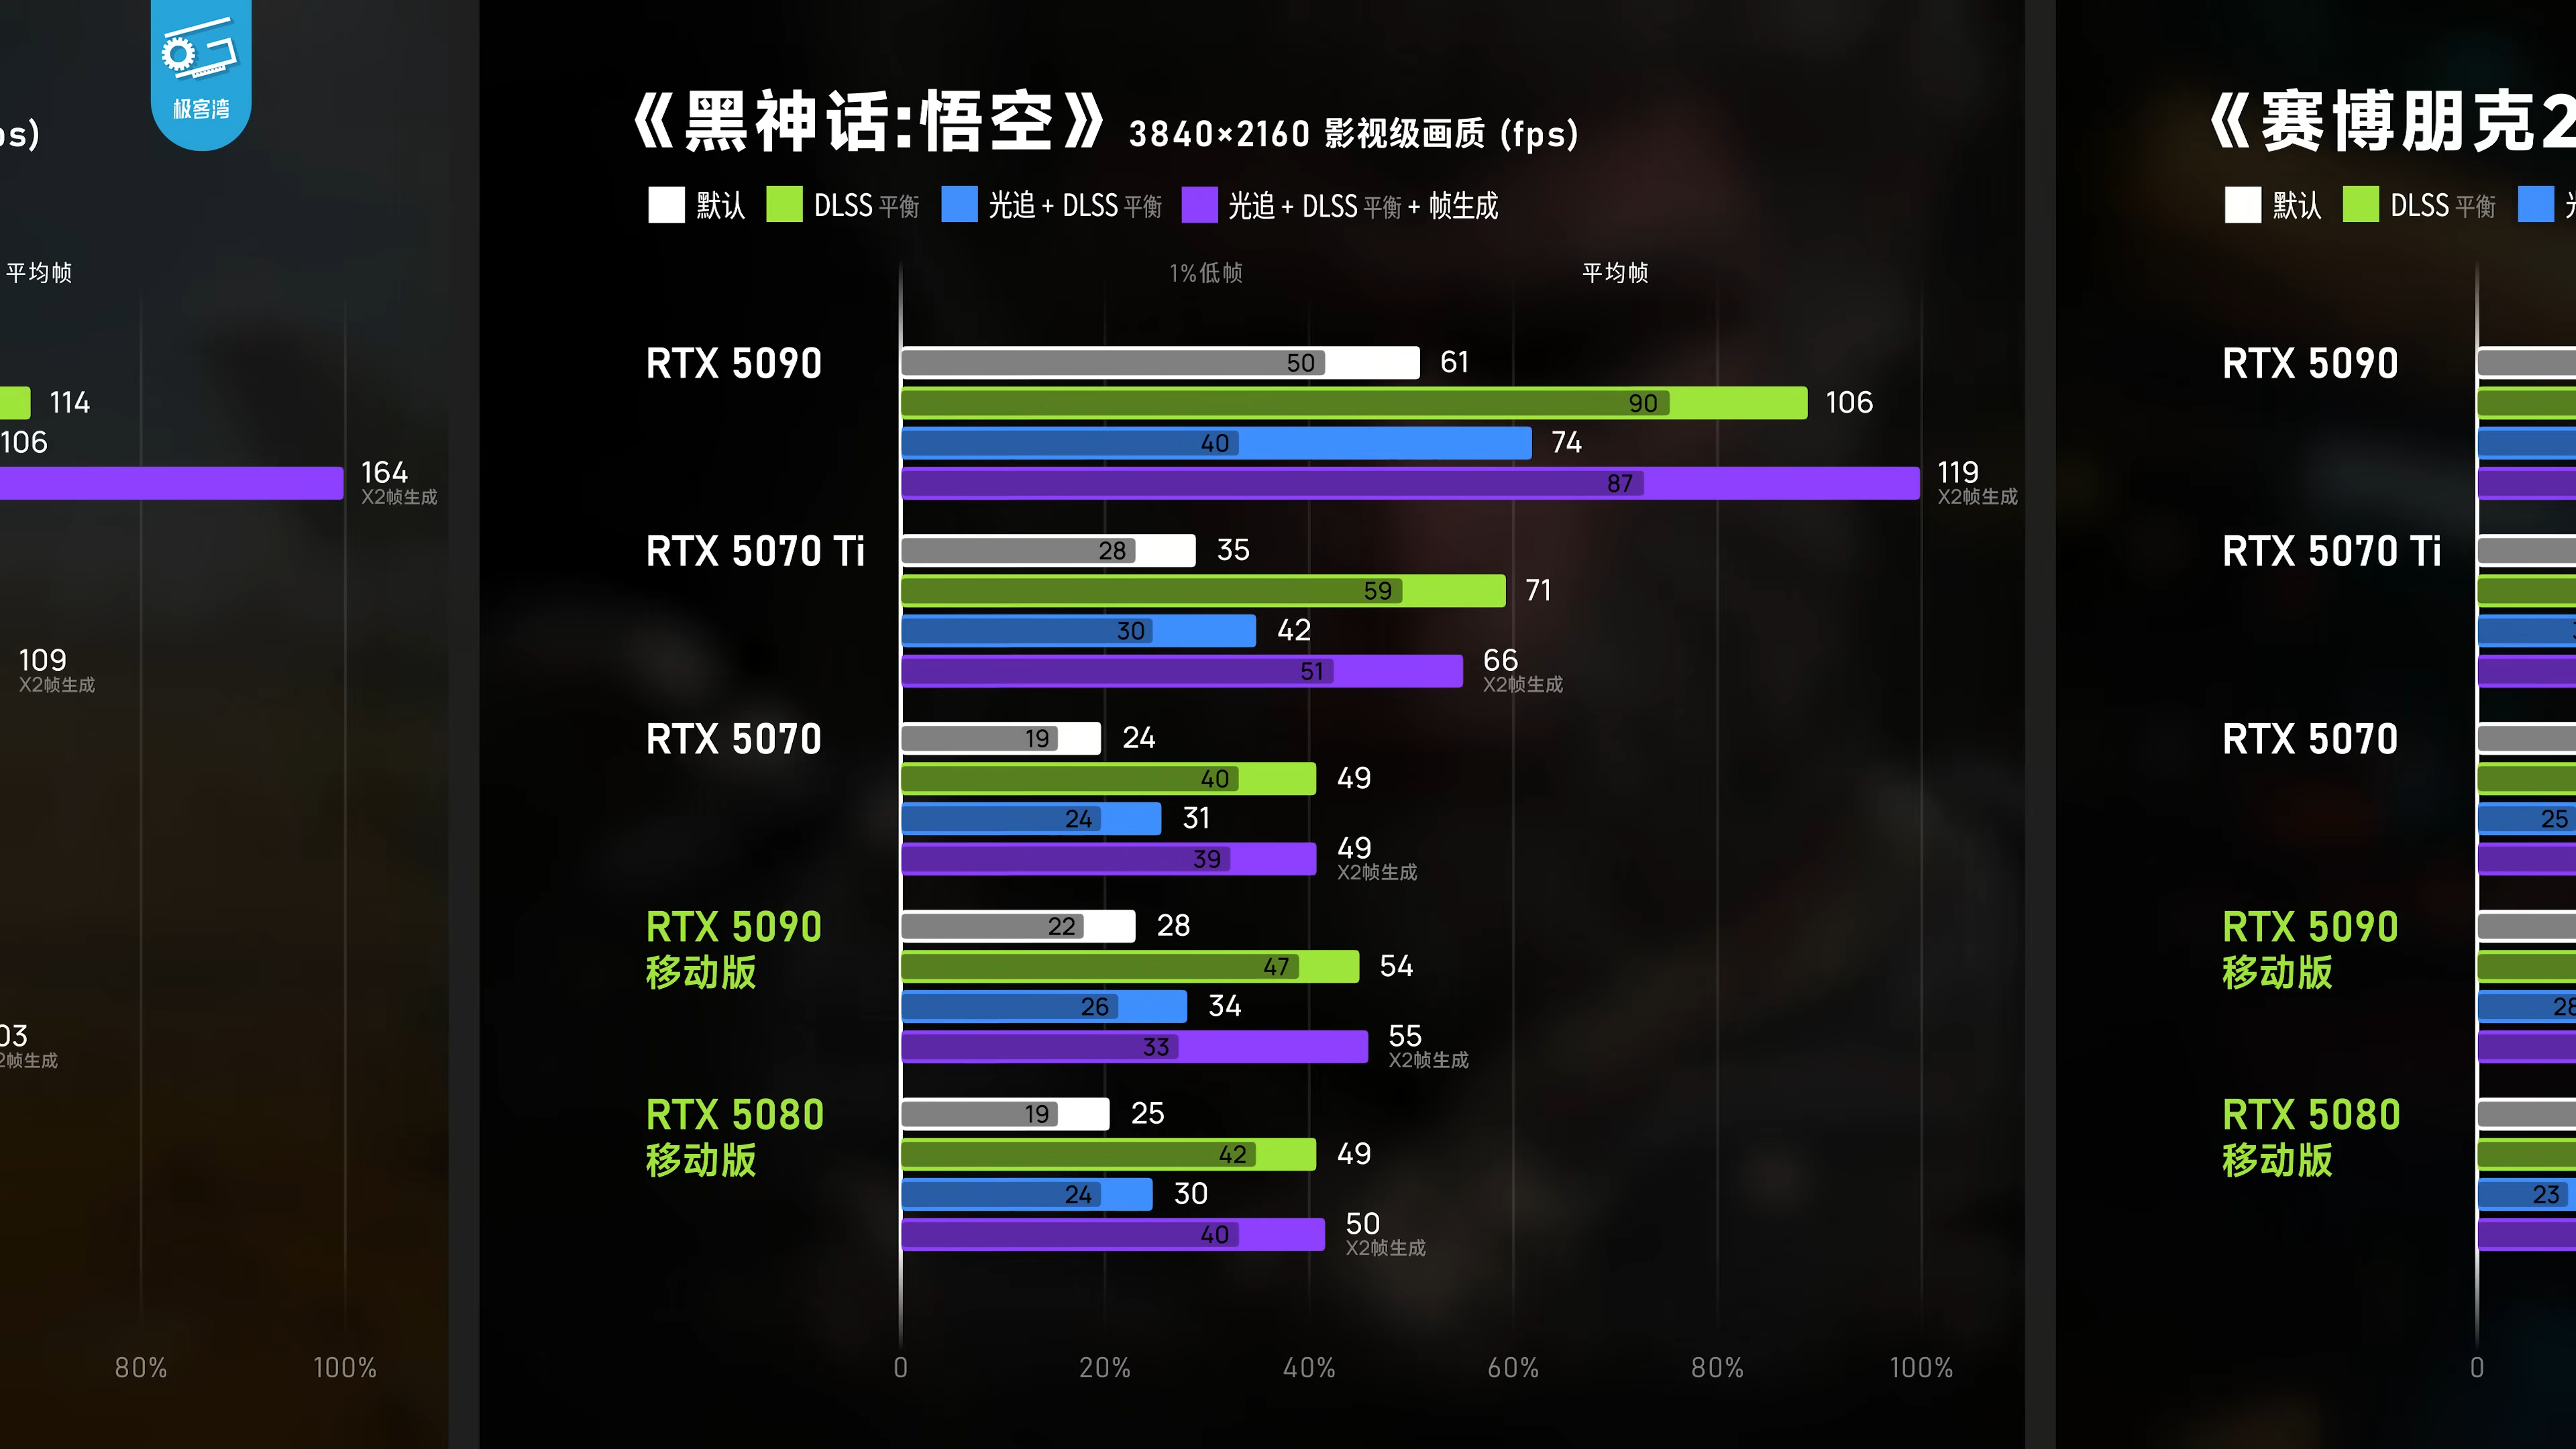 极客湾
平均帧
114
106
164
X2帧生成
109
X2帧生成
80%
100%
《黑神话:悟空》 3840×2160 影视级画质 (fps)
默认 DLSS 平衡 光追 + DLSS 平衡 光追 + DLSS 平衡 + 帧生成
1%低帧 平均帧
RTX 5090
50 61
90 106
40 74
87 119
X2帧生成
RTX 5070 Ti
28 35
59 71
30 42
51 66
X2帧生成
RTX 5070
19 24
40 49
24 31
39 49
X2帧生成
RTX 5090
移动版
22 28
47 54
26 34
33 55
X2帧生成
RTX 5080
移动版
19 25
42 49
24 30
40 50
X2帧生成
0 20% 40% 60% 80% 100%
《赛博朋克2
默认 DLSS 平衡
RTX 5090
RTX 5070 Ti
RTX 5070
25
RTX 5090
移动版
28
RTX 5080
移动版
23
0